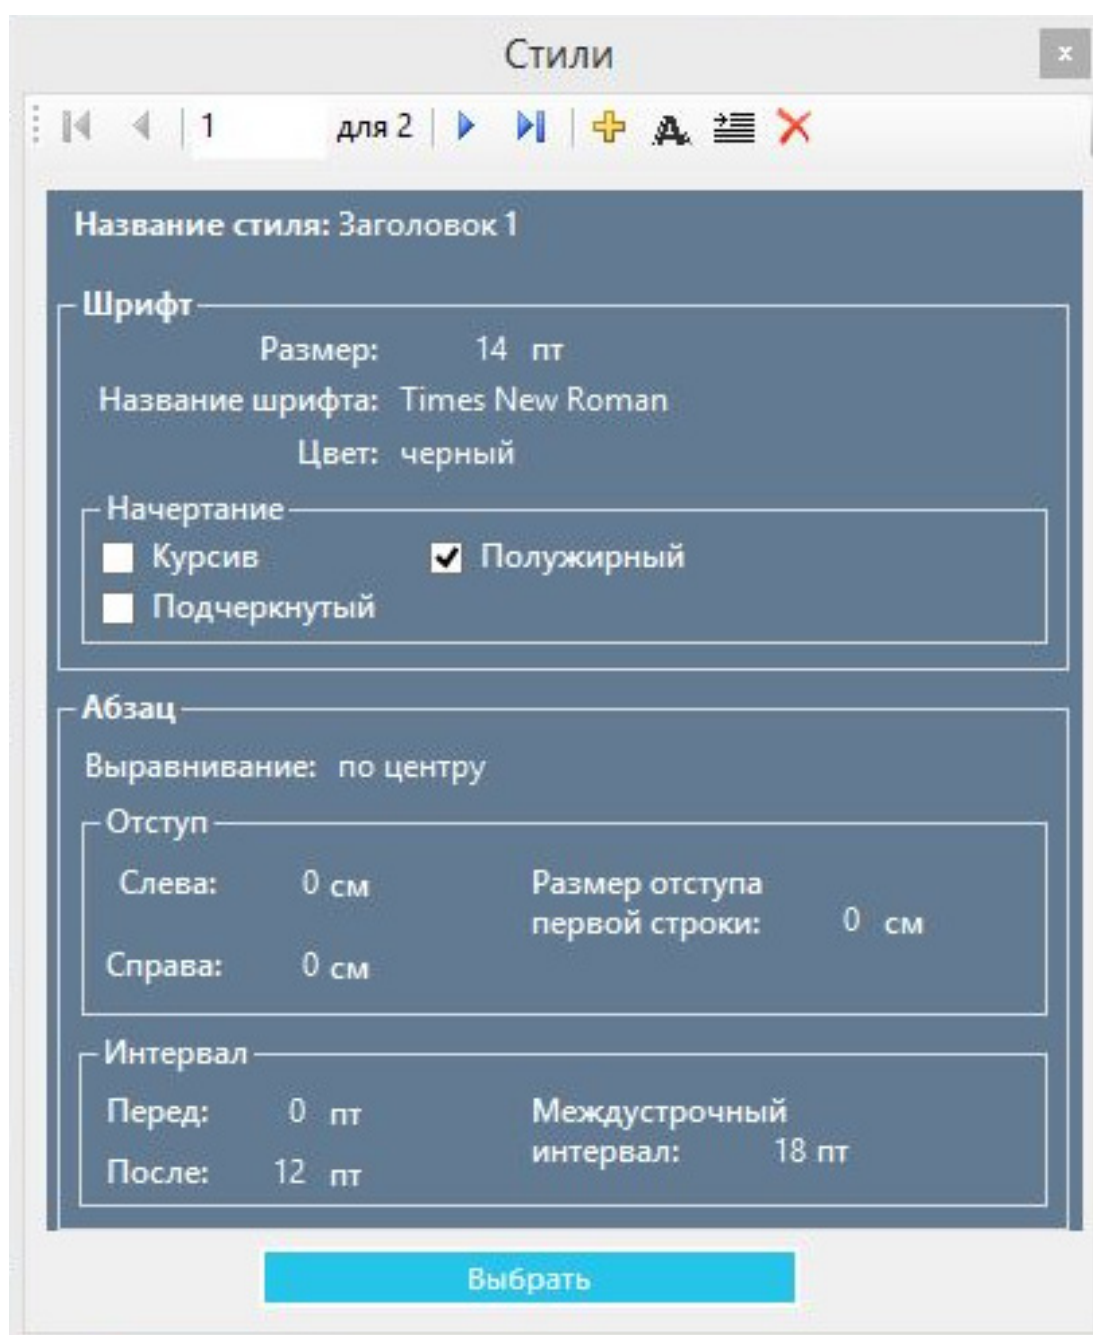 Стили
1 для 2
Название стиля: Заголовок 1
Шрифт
Размер: 14 пт
Название шрифта: Times New Roman
Цвет: черный
Начертание
Курсив Полужирный
Подчеркнутый
Абзац
Выравнивание: по центру
Отступ
Слева: 0 см Размер отступа
первой строки: 0 см
Справа: 0 см
Интервал
Перед: 0 пт Междустрочный
интервал: 18 пт
После: 12 пт
Выбрать